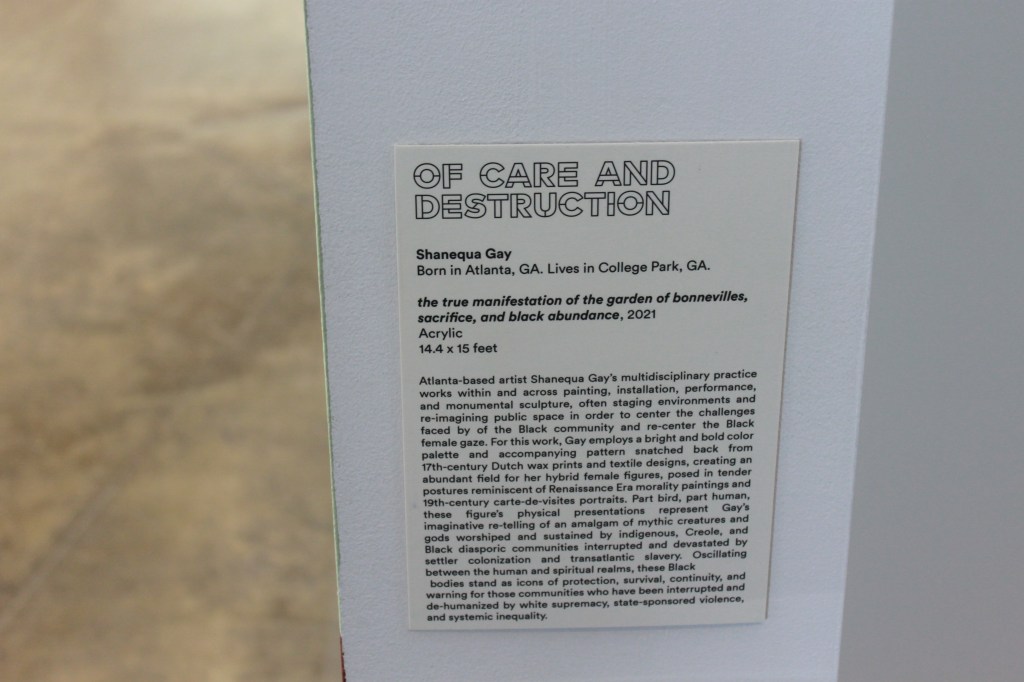 OF CARE AND
DESTRUCTION
Shanequa Gay
Born in Atlanta, GA. Lives in College Park, GA.
the true manifestation of the garden of bonnevilles,
sacrifice, and black abundance, 2021
Acrylic
14.4 x 15 feet
Atlanta-based artist Shanequa Gay's multidisciplinary practice
works within and across painting, installation, performance,
and monumental sculpture, often staging environments and
re-imagining public space in order to center the challenges
faced by of the Black community and re-center the Black
female gaze. For this work, Gay employs a bright and bold color
palette and accompanying pattern snatched back from
17th-century Dutch wax prints and textile designs, creating an
abundant field for her hybrid female figures, posed in tender
postures reminiscent of Renaissance Era morality paintings and
19th-century carte-de-visites portraits. Part bird, part human,
these figure's physical presentations represent Gay's
imaginative re-telling of an amalgam of mythic creatures and
gods worshiped and sustained by indigenous, Creole, and
Black diasporic communities interrupted and devastated by
settler colonization and transatlantic slavery. Oscillating
between the human and spiritual realms, these Black
bodies stand as icons of protection, survival, continuity, and
warning for those communities who have been interrupted and
de-humanized by white supremacy, state-sponsored violence,
and systemic inequality.